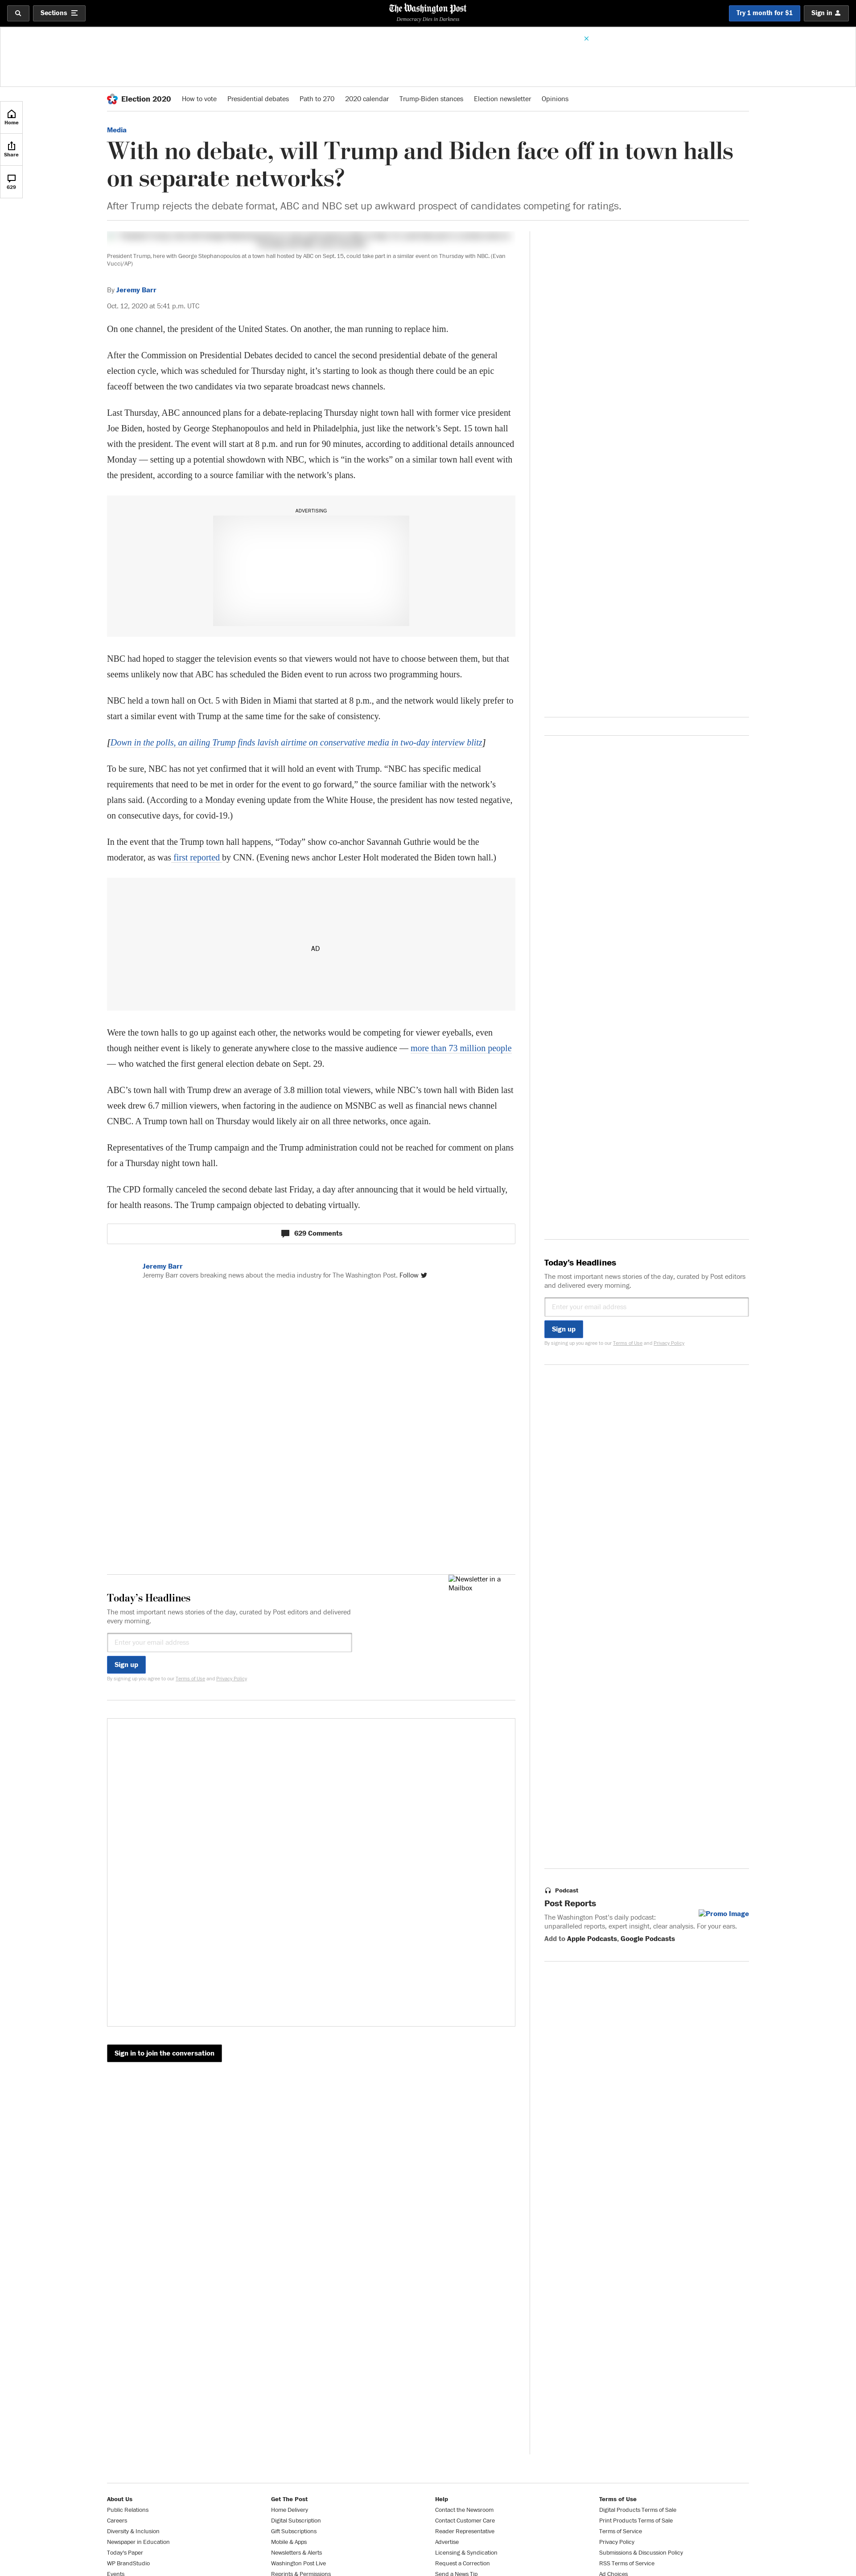 Sections
The Washington Post
Democracy Dies in Darkness
Try 1 month for $1
Sign in
Election 2020
How to vote
Presidential debates
Path to 270
2020 calendar
Trump-Biden stances
Election newsletter
Opinions
Home
Share
629
Media
With no debate, will Trump and Biden face off in town halls
on separate networks?
After Trump rejects the debate format, ABC and NBC set up awkward prospect of candidates competing for ratings.
President Trump, here with George Stephanopoulos at a town hall hosted by ABC on Sept. 15, could take part in a similar event on Thursday with NBC. (Evan
Vucci/AP)
By Jeremy Barr
Oct. 12, 2020 at 5:41 p.m. UTC
On one channel, the president of the United States. On another, the man running to replace him.
After the Commission on Presidential Debates decided to cancel the second presidential debate of the general
election cycle, which was scheduled for Thursday night, it’s starting to look as though there could be an epic
faceoff between the two candidates via two separate broadcast news channels.
Last Thursday, ABC announced plans for a debate-replacing Thursday night town hall with former vice president
Joe Biden, hosted by George Stephanopoulos and held in Philadelphia, just like the network’s Sept. 15 town hall
with the president. The event will start at 8 p.m. and run for 90 minutes, according to additional details announced
Monday — setting up a potential showdown with NBC, which is “in the works” on a similar town hall event with
the president, according to a source familiar with the network’s plans.
ADVERTISING
NBC had hoped to stagger the television events so that viewers would not have to choose between them, but that
seems unlikely now that ABC has scheduled the Biden event to run across two programming hours.
NBC held a town hall on Oct. 5 with Biden in Miami that started at 8 p.m., and the network would likely prefer to
start a similar event with Trump at the same time for the sake of consistency.
[Down in the polls, an ailing Trump finds lavish airtime on conservative media in two-day interview blitz]
To be sure, NBC has not yet confirmed that it will hold an event with Trump. “NBC has specific medical
requirements that need to be met in order for the event to go forward,” the source familiar with the network’s
plans said. (According to a Monday evening update from the White House, the president has now tested negative,
on consecutive days, for covid-19.)
In the event that the Trump town hall happens, “Today” show co-anchor Savannah Guthrie would be the
moderator, as was first reported by CNN. (Evening news anchor Lester Holt moderated the Biden town hall.)
AD
Were the town halls to go up against each other, the networks would be competing for viewer eyeballs, even
though neither event is likely to generate anywhere close to the massive audience — more than 73 million people
— who watched the first general election debate on Sept. 29.
ABC’s town hall with Trump drew an average of 3.8 million total viewers, while NBC’s town hall with Biden last
week drew 6.7 million viewers, when factoring in the audience on MSNBC as well as financial news channel
CNBC. A Trump town hall on Thursday would likely air on all three networks, once again.
Representatives of the Trump campaign and the Trump administration could not be reached for comment on plans
for a Thursday night town hall.
The CPD formally canceled the second debate last Friday, a day after announcing that it would be held virtually,
for health reasons. The Trump campaign objected to debating virtually.
629 Comments
Jeremy Barr
Jeremy Barr covers breaking news about the media industry for The Washington Post. Follow
Today’s Headlines
The most important news stories of the day, curated by Post editors
and delivered every morning.
Enter your email address
Sign up
By signing up you agree to our Terms of Use and Privacy Policy
Newsletter in a
Mailbox
Today’s Headlines
The most important news stories of the day, curated by Post editors and delivered
every morning.
Enter your email address
Sign up
By signing up you agree to our Terms of Use and Privacy Policy
Podcast
Post Reports
Promo Image
The Washington Post’s daily podcast:
unparalleled reports, expert insight, clear analysis. For your ears.
Add to Apple Podcasts, Google Podcasts
Sign in to join the conversation
About Us
Public Relations
Careers
Diversity & Inclusion
Newspaper in Education
Today's Paper
WP BrandStudio
Events
Get The Post
Home Delivery
Digital Subscription
Gift Subscriptions
Mobile & Apps
Newsletters & Alerts
Washington Post Live
Reprints & Permissions
Help
Contact the Newsroom
Contact Customer Care
Reader Representative
Advertise
Licensing & Syndication
Request a Correction
Send a News Tip
Terms of Use
Digital Products Terms of Sale
Print Products Terms of Sale
Terms of Service
Privacy Policy
Submissions & Discussion Policy
RSS Terms of Service
Ad Choices